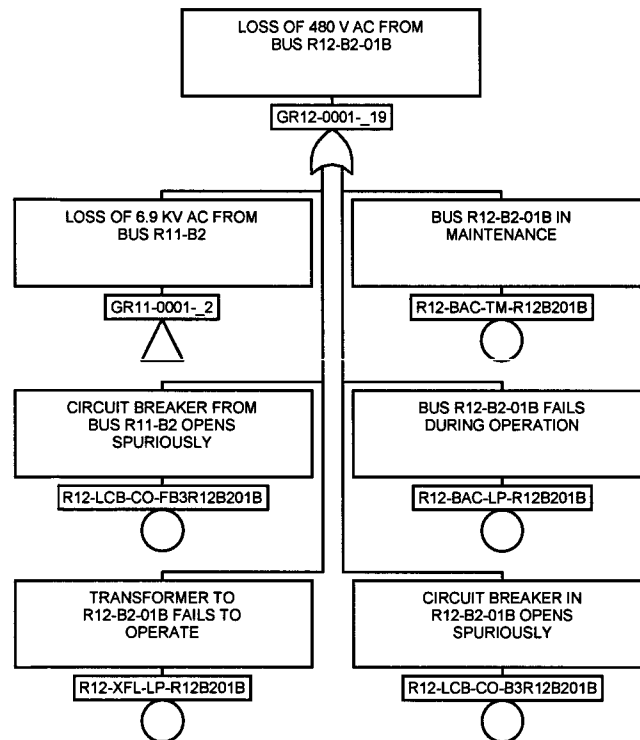 LOSS OF 480 V AC FROM
BUS R12-B2-01B
GR12-0001-_19
LOSS OF 6.9 KV AC FROM
BUS R11-B2
GR11-0001-_2
BUS R12-B2-01B IN
MAINTENANCE
R12-BAC-TM-R12B201B
CIRCUIT BREAKER FROM
BUS R11-B2 OPENS
SPURIOUSLY
R12-LCB-CO-FB3R12B201B
BUS R12-B2-01B FAILS
DURING OPERATION
R12-BAC-LP-R12B201B
TRANSFORMER TO
R12-B2-01B FAILS TO
OPERATE
R12-XFL-LP-R12B201B
CIRCUIT BREAKER IN
R12-B2-01B OPENS
SPURIOUSLY
R12-LCB-CO-B3R12B201B